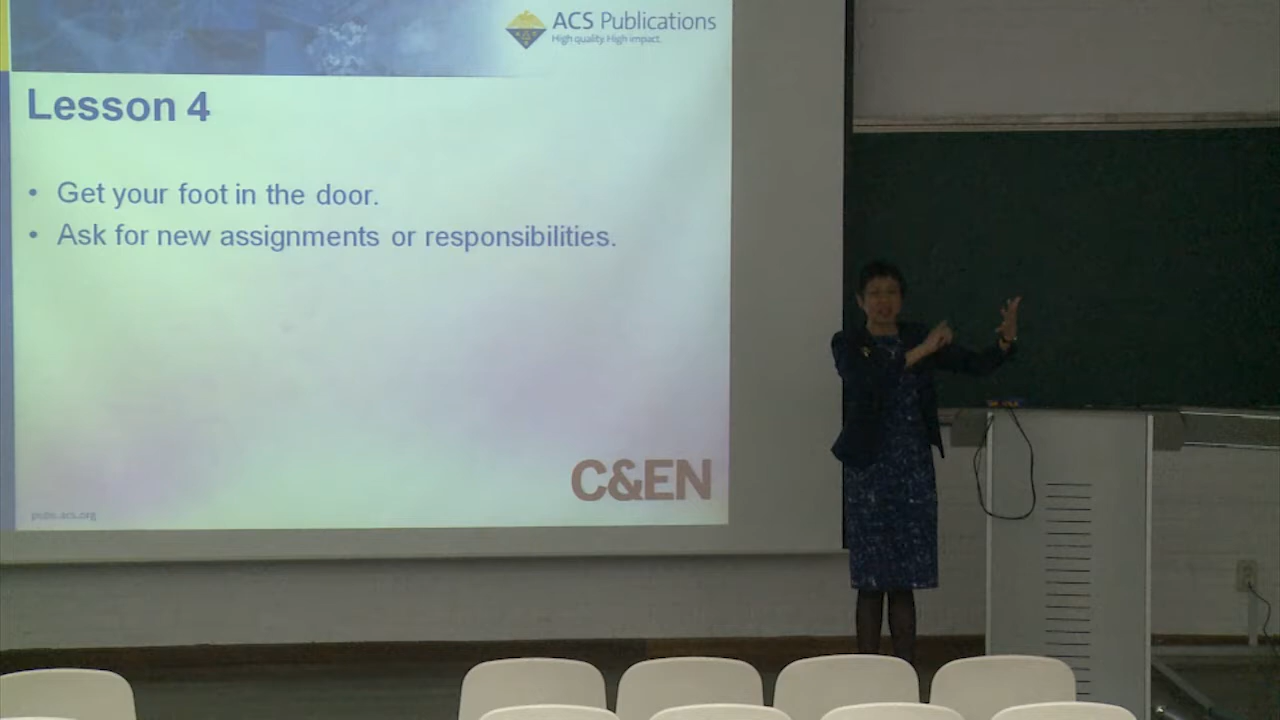 ACS Publications
High quality. High impact.
Lesson 4
• Get your foot in the door.
• Ask for new assignments or responsibilities.
C&EN
pubs.acs.org